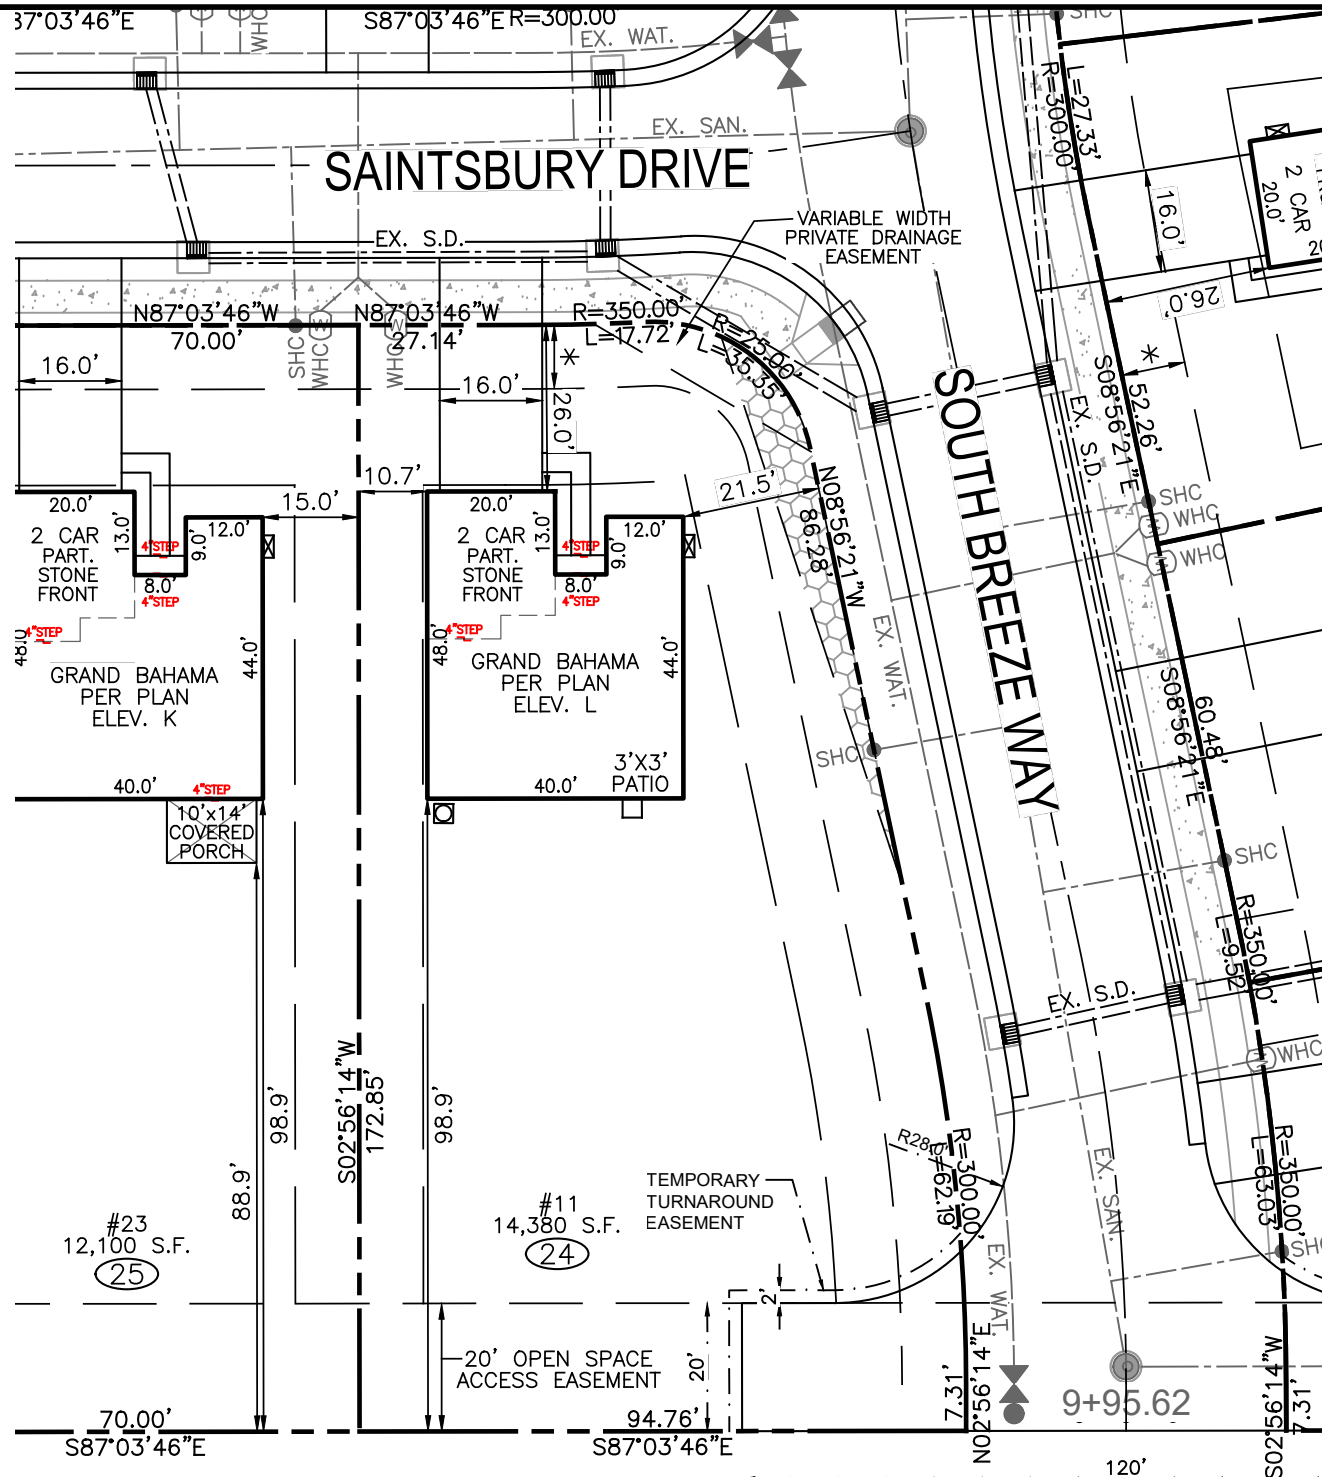 S87°03'46"E
R=300.00'
EX. WAT.
SHC
WHC
EX. SAN.
SAINTSBURY DRIVE
EX. S.D.
VARIABLE WIDTH
PRIVATE DRAINAGE
EASEMENT
L=27.33'
R=300.00'
16.0'
2 CAR
20.0'
26.0'
N87°03'46"W
70.00'
N87°03'46"W
27.14'
R=350.00'
L=17.72'
R=25.00'
L=35.35'
SHC
WHC
WHC
16.0'
16.0'
*
26.0'
*
S08°56'21"E
52.26'
EX. S.D.
SOUTH BREEZE WAY
10.7'
15.0'
21.5'
N08°56'21"W
86.28'
SHC
WHC
WHC
20.0'
2 CAR
PART.
STONE
FRONT
13.0'
9.0'
12.0'
4"STEP
8.0'
4"STEP
4"STEP
48.0'
44.0'
GRAND BAHAMA
PER PLAN
ELEV. K
40.0'
4"STEP
10'x14'
COVERED
PORCH
20.0'
2 CAR
PART.
STONE
FRONT
13.0'
9.0'
12.0'
4"STEP
8.0'
4"STEP
4"STEP
48.0'
44.0'
GRAND BAHAMA
PER PLAN
ELEV. L
3'X3'
PATIO
40.0'
EX. WAT.
SHC
S08°56'21"E
60.48'
SHC
R=350.00'
L=9.52'
EX. S.D.
WHC
98.9'
88.9'
S02°56'14"W
172.85'
98.9'
R28.0'
R=300.00'
L=62.19'
EX. SAN.
R=350.00'
L=63.03'
SHC
TEMPORARY
TURNAROUND
EASEMENT
#23
12,100 S.F.
25
#11
14,380 S.F.
24
2'
20'
EX. WAT.
20' OPEN SPACE
ACCESS EASEMENT
7.31'
N02°56'14"E
9+95.62
S02°56'14"W
7.31'
70.00'
S87°03'46"E
94.76'
S87°03'46"E
120'